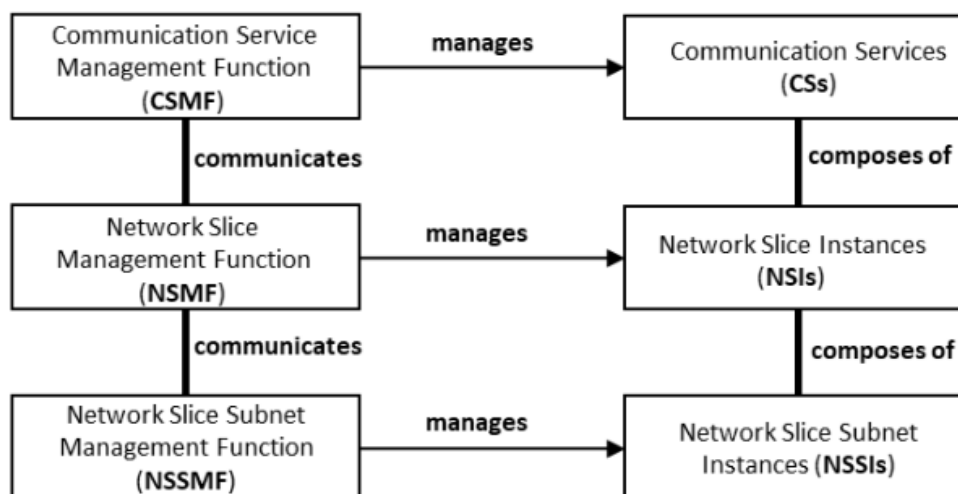 Communication Service
Management Function
(CSMF)
manages
Communication Services
(CSs)
communicates
composes of
Network Slice
Management Function
(NSMF)
manages
Network Slice Instances
(NSIs)
communicates
composes of
Network Slice Subnet
Management Function
(NSSMF)
manages
Network Slice Subnet
Instances (NSSIs)